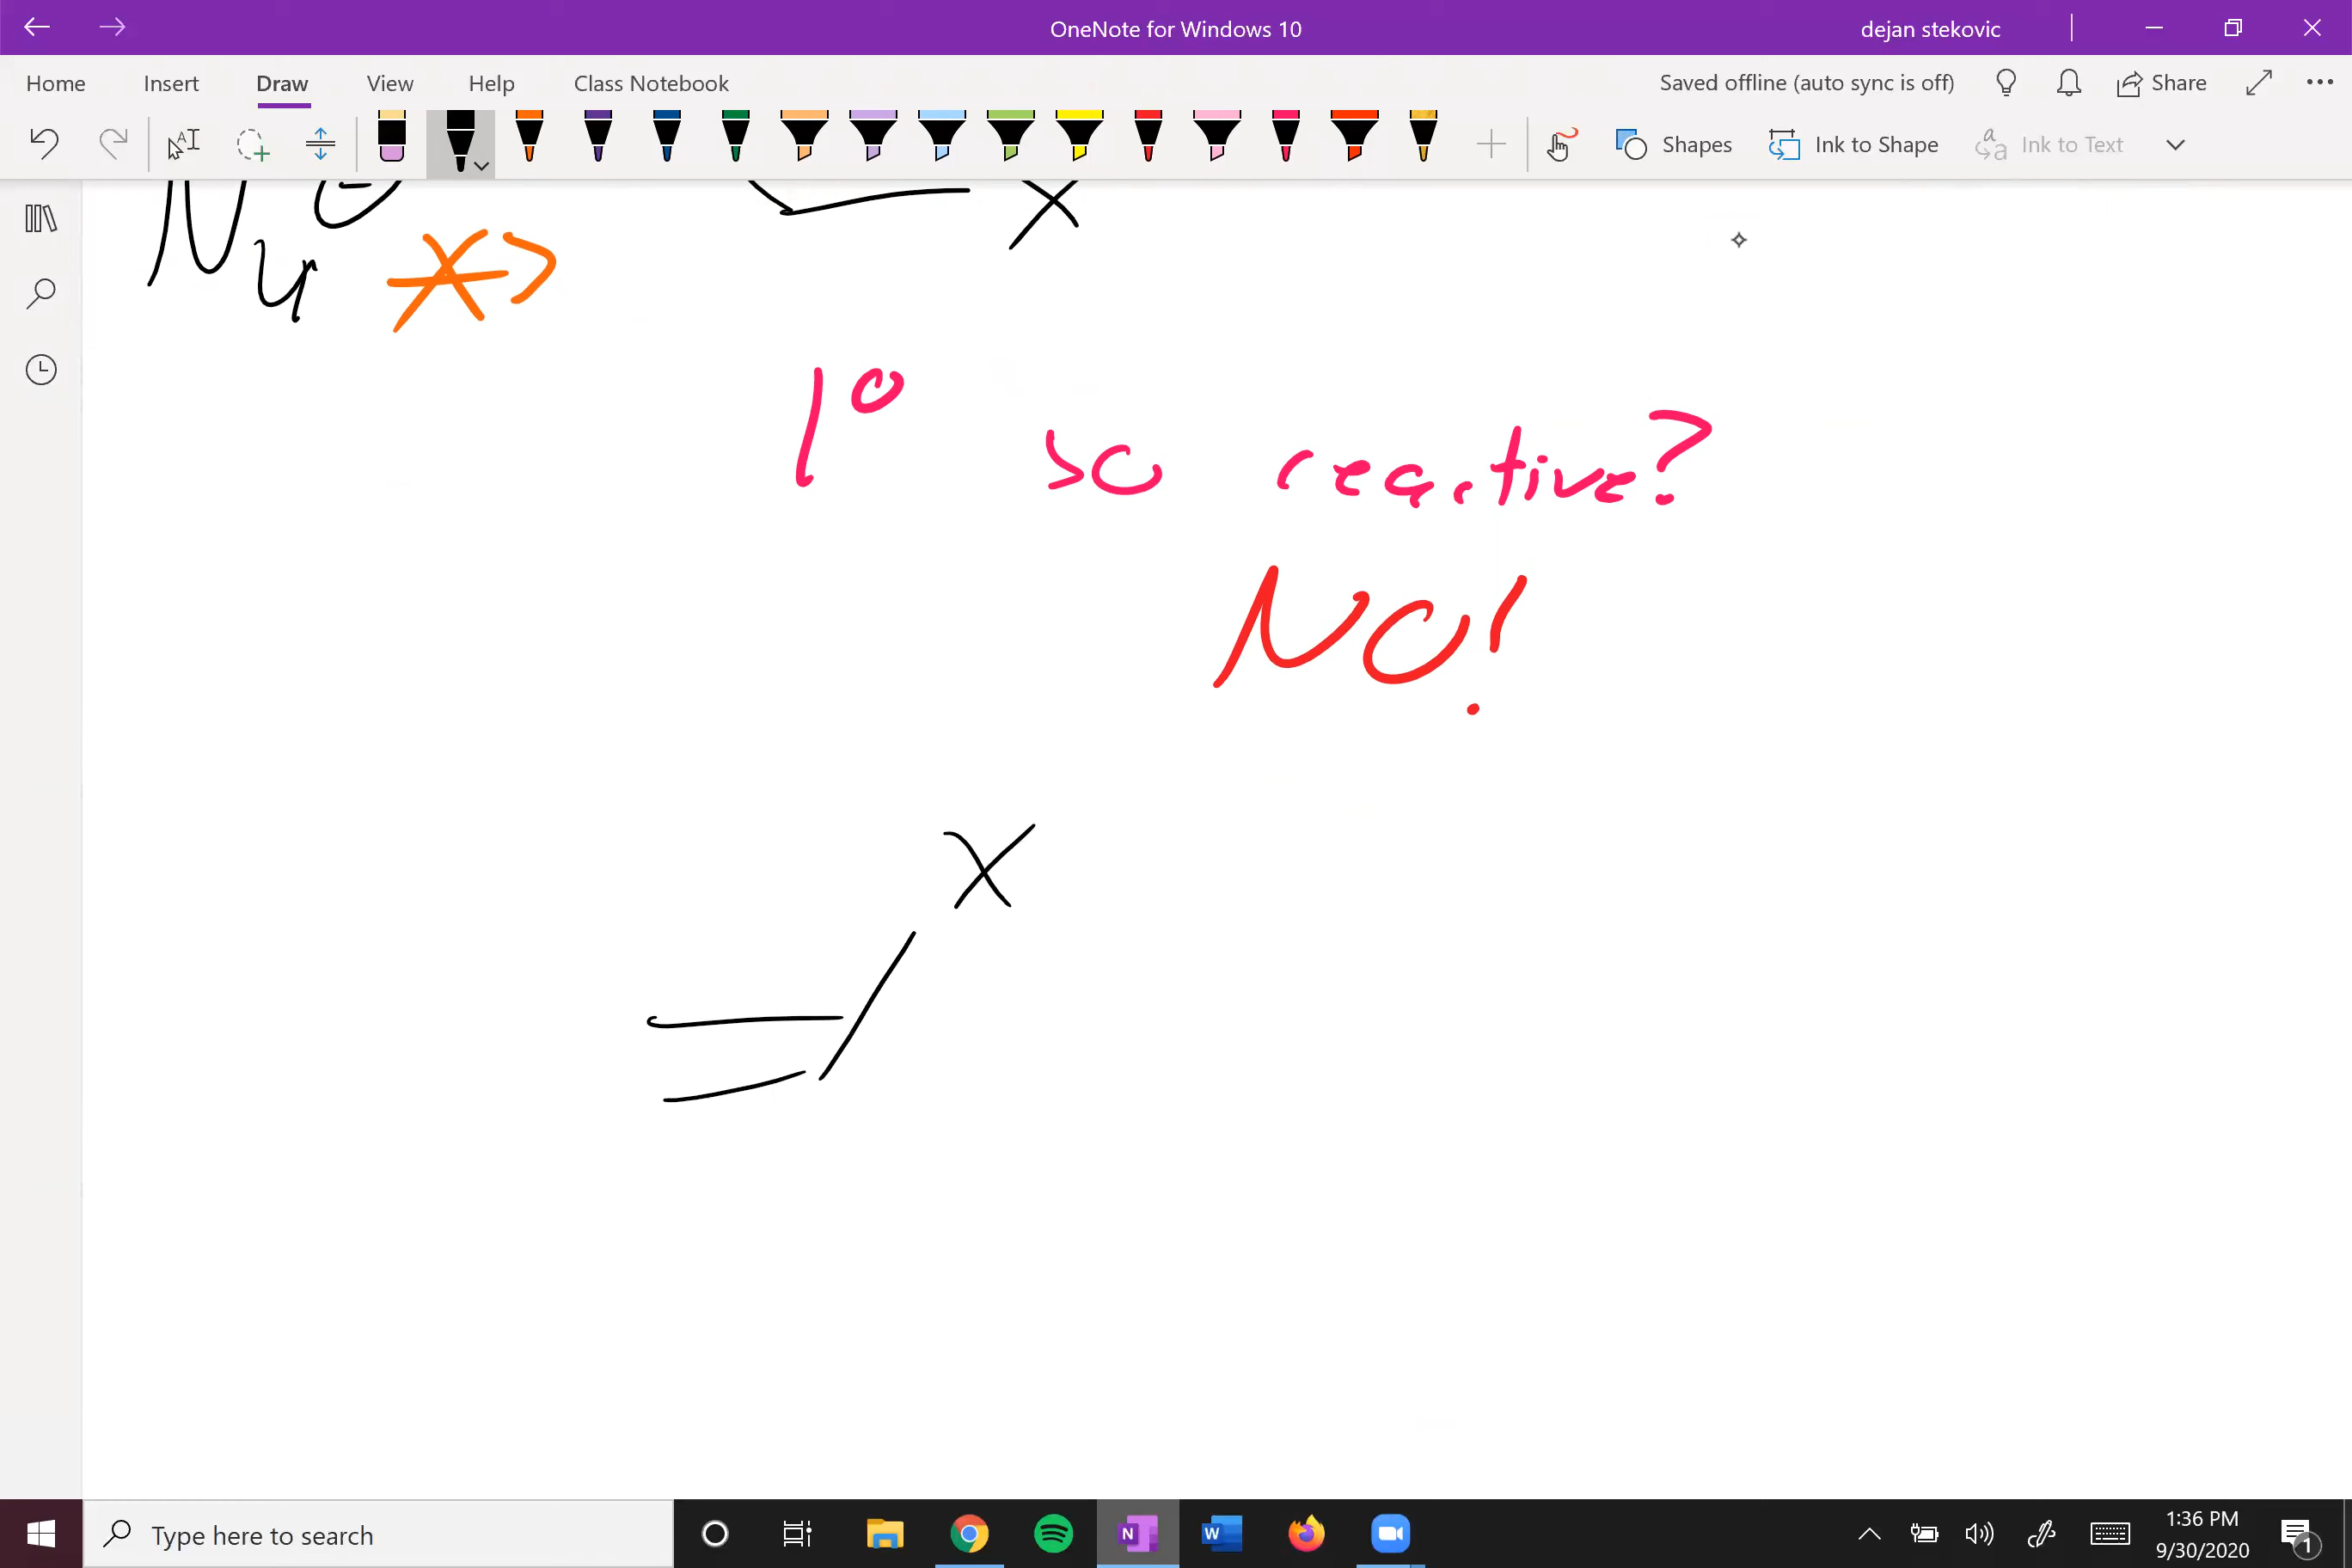 OneNote for Windows 10
dejan stekovic
Home Insert Draw View Help Class Notebook
Saved offline (auto sync is off) Share
Shapes Ink to Shape Ink to Text
Nu X
1° so reactive?
NO!
X
Type here to search
1:36 PM
9/30/2020
1